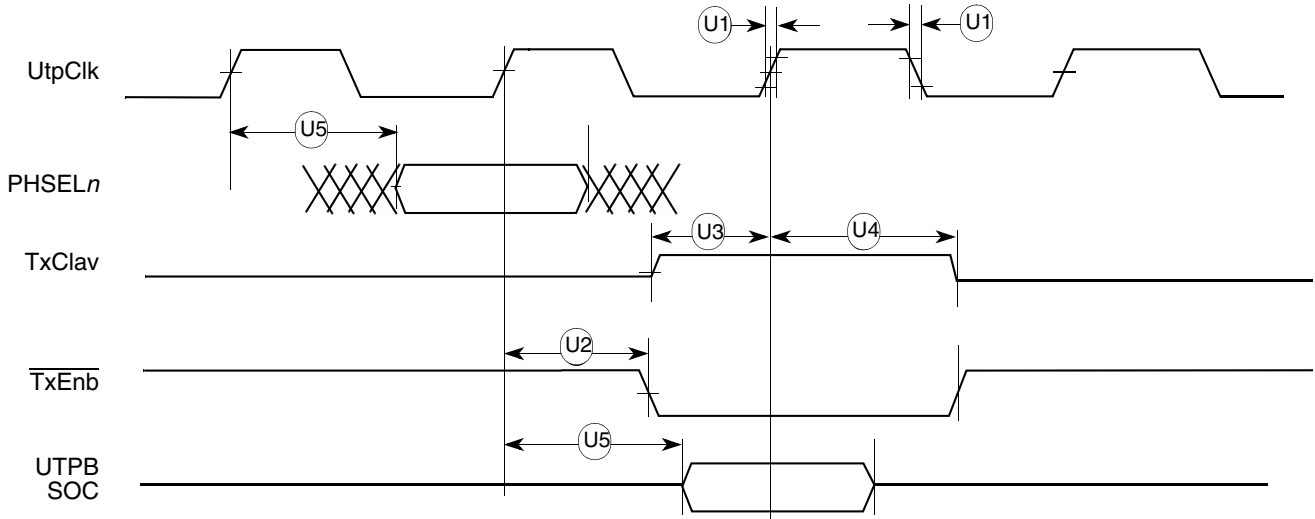 U1
U1
UtpClk
U5
PHSELn
U3
U4
TxClav
U2
TxEnb
U5
UTPB
SOC